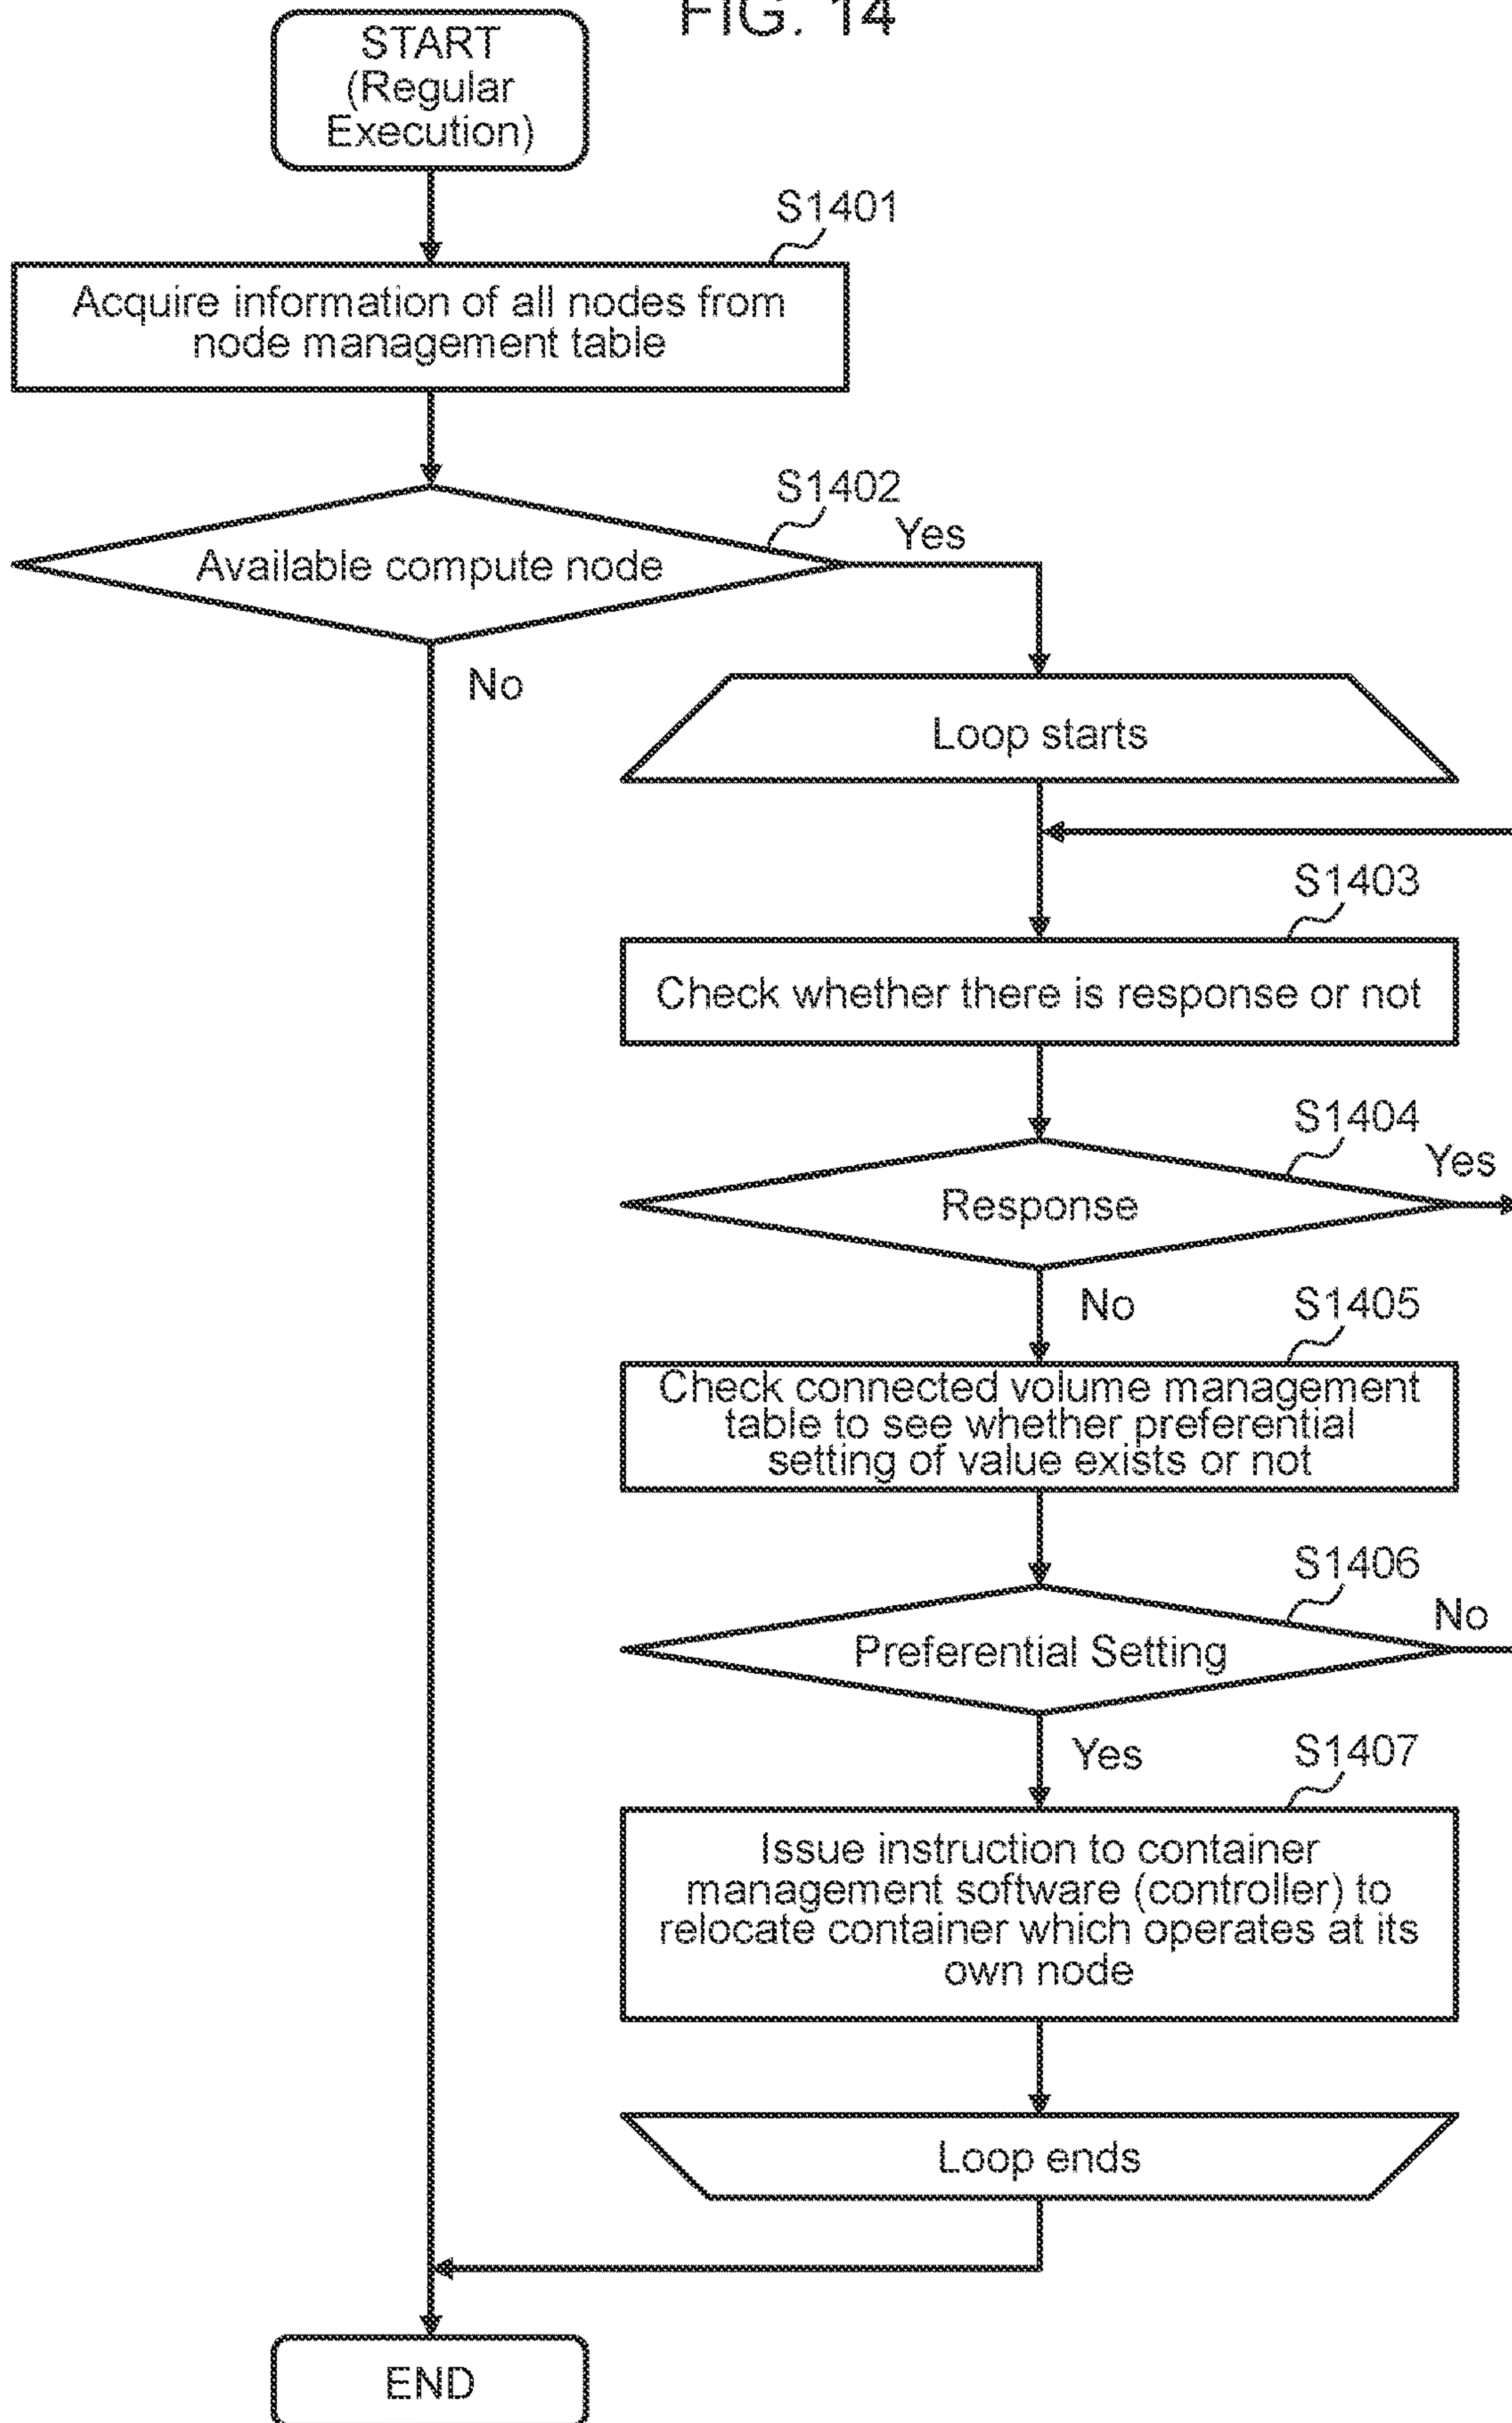 FIG. 14
START
(Regular
Execution)
S1401
Acquire information of all nodes from
node management table
S1402
Available compute node
Yes
No
Loop starts
S1403
Check whether there is response or not
S1404
Response
Yes
No
S1405
Check connected volume management
table to see whether preferential
setting of value exists or not
S1406
Preferential Setting
No
Yes
S1407
Issue instruction to container
management software (controller) to
relocate container which operates at its
own node
Loop ends
END